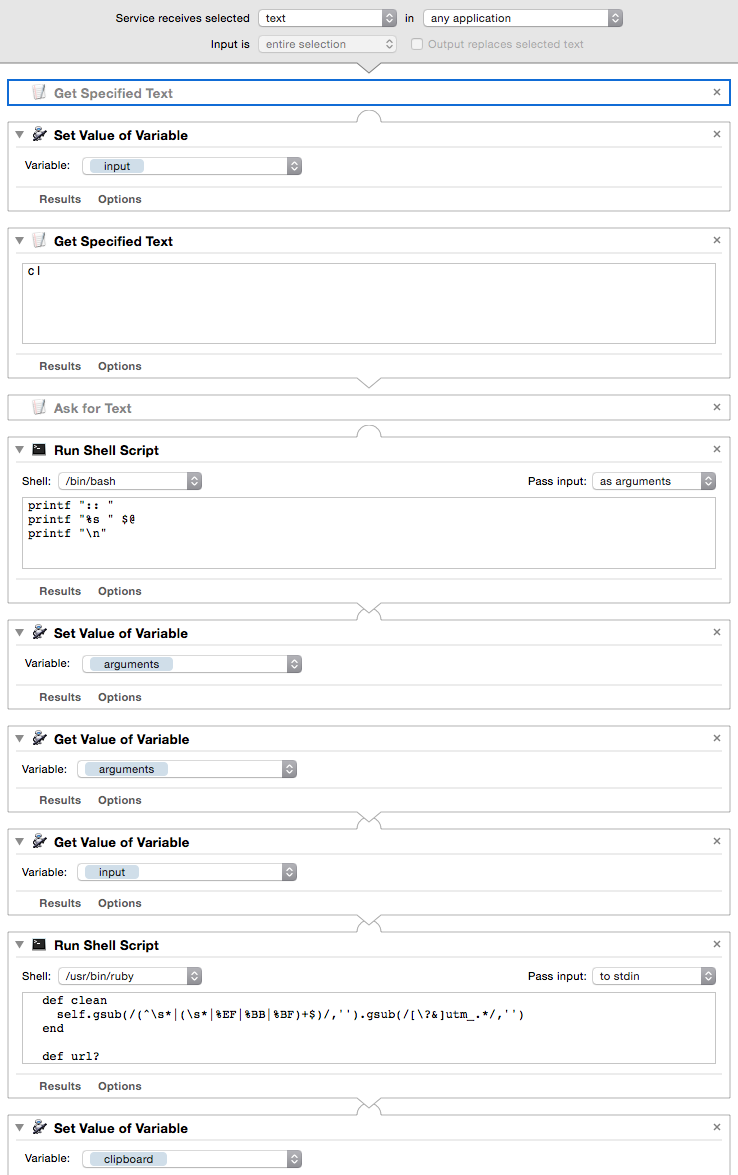 Service receives selected text in any application
Input is entire selection Output replaces selected text
Get Specified Text
Set Value of Variable
Variable: input
Results Options
Get Specified Text
cl
Results Options
Ask for Text
Run Shell Script
Shell: /bin/bash Pass input: as arguments
printf ":: "
printf "%s " $@
printf "\n"
Results Options
Set Value of Variable
Variable: arguments
Results Options
Get Value of Variable
Variable: arguments
Results Options
Get Value of Variable
Variable: input
Results Options
Run Shell Script
Shell: /usr/bin/ruby Pass input: to stdin
def clean
self.gsub(/(^\s*|(\s*|%EF|%BB|%BF)+$)/,'').gsub(/[\?&]utm_.*/,'')
end
def url?
Results Options
Set Value of Variable
Variable: clipboard